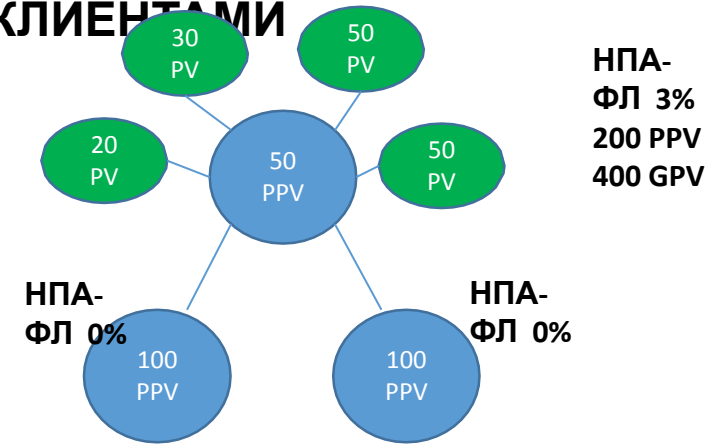 КЛИЕНТАМИ
30
PV
50
PV
НПА-
ФЛ 3%
200 PPV
400 GPV
20
PV
50
PPV
50
PV
НПА-
ФЛ 0%
НПА-
ФЛ 0%
100
PPV
100
PPV